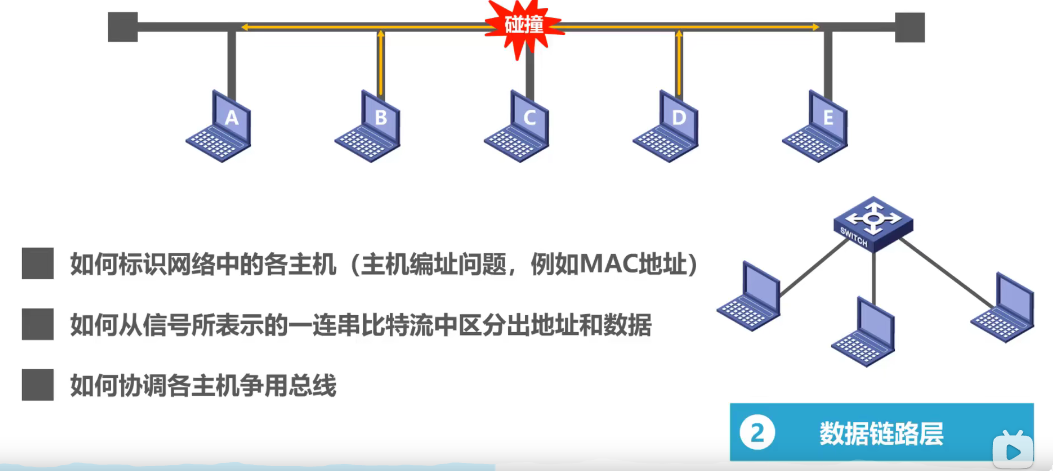 碰撞
A
B
C
D
E
SWITCH
如何标识网络中的各主机（主机编址问题，例如MAC地址）
如何从信号所表示的一连串比特流中区分出地址和数据
如何协调各主机争用总线
2 数据链路层